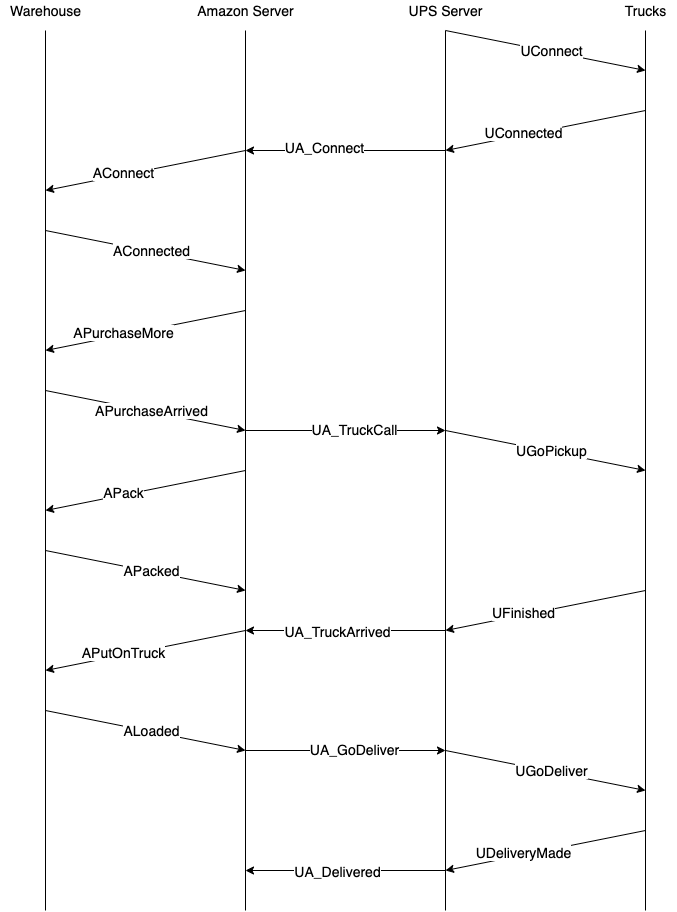 Warehouse
Amazon Server
UPS Server
Trucks
UConnect
UConnected
UA_Connect
AConnect
AConnected
APurchaseMore
APurchaseArrived
UA_TruckCall
UGoPickup
APack
APacked
UFinished
UA_TruckArrived
APutOnTruck
ALoaded
UA_GoDeliver
UGoDeliver
UDeliveryMade
UA_Delivered